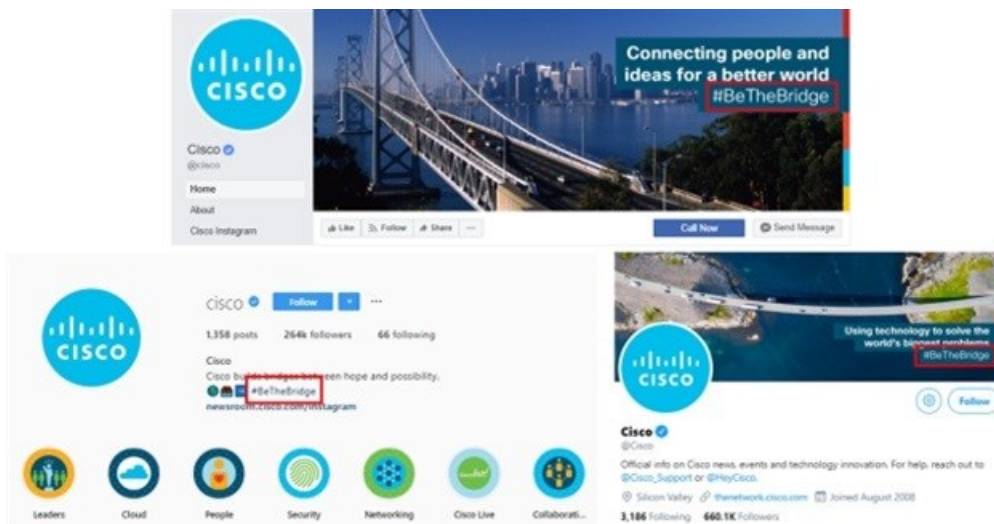 CISCO
Connecting people and
ideas for a better world
#BeTheBridge
Cisco
@cisco
Home
About
Cisco Instagram
Like Follow Share ...
Call Now
Send Message
CISCO
cisco Follow ...
1,358 posts 264k followers 66 following
Cisco
Cisco builds bridges between hope and possibility.
#BeTheBridge
newsroom.cisco.com/instagram
Leaders Cloud People Security Networking Cisco Live Collaborati...
Using technology to solve the
world's biggest problems
#BeTheBridge
CISCO
Follow
Cisco
@Cisco
Official info on Cisco news, events and technology innovation. For help, reach out to
@Cisco_Support or @HeyCisco.
Silicon Valley thenetwork.cisco.com Joined August 2008
3,186 Following 660.1K Followers